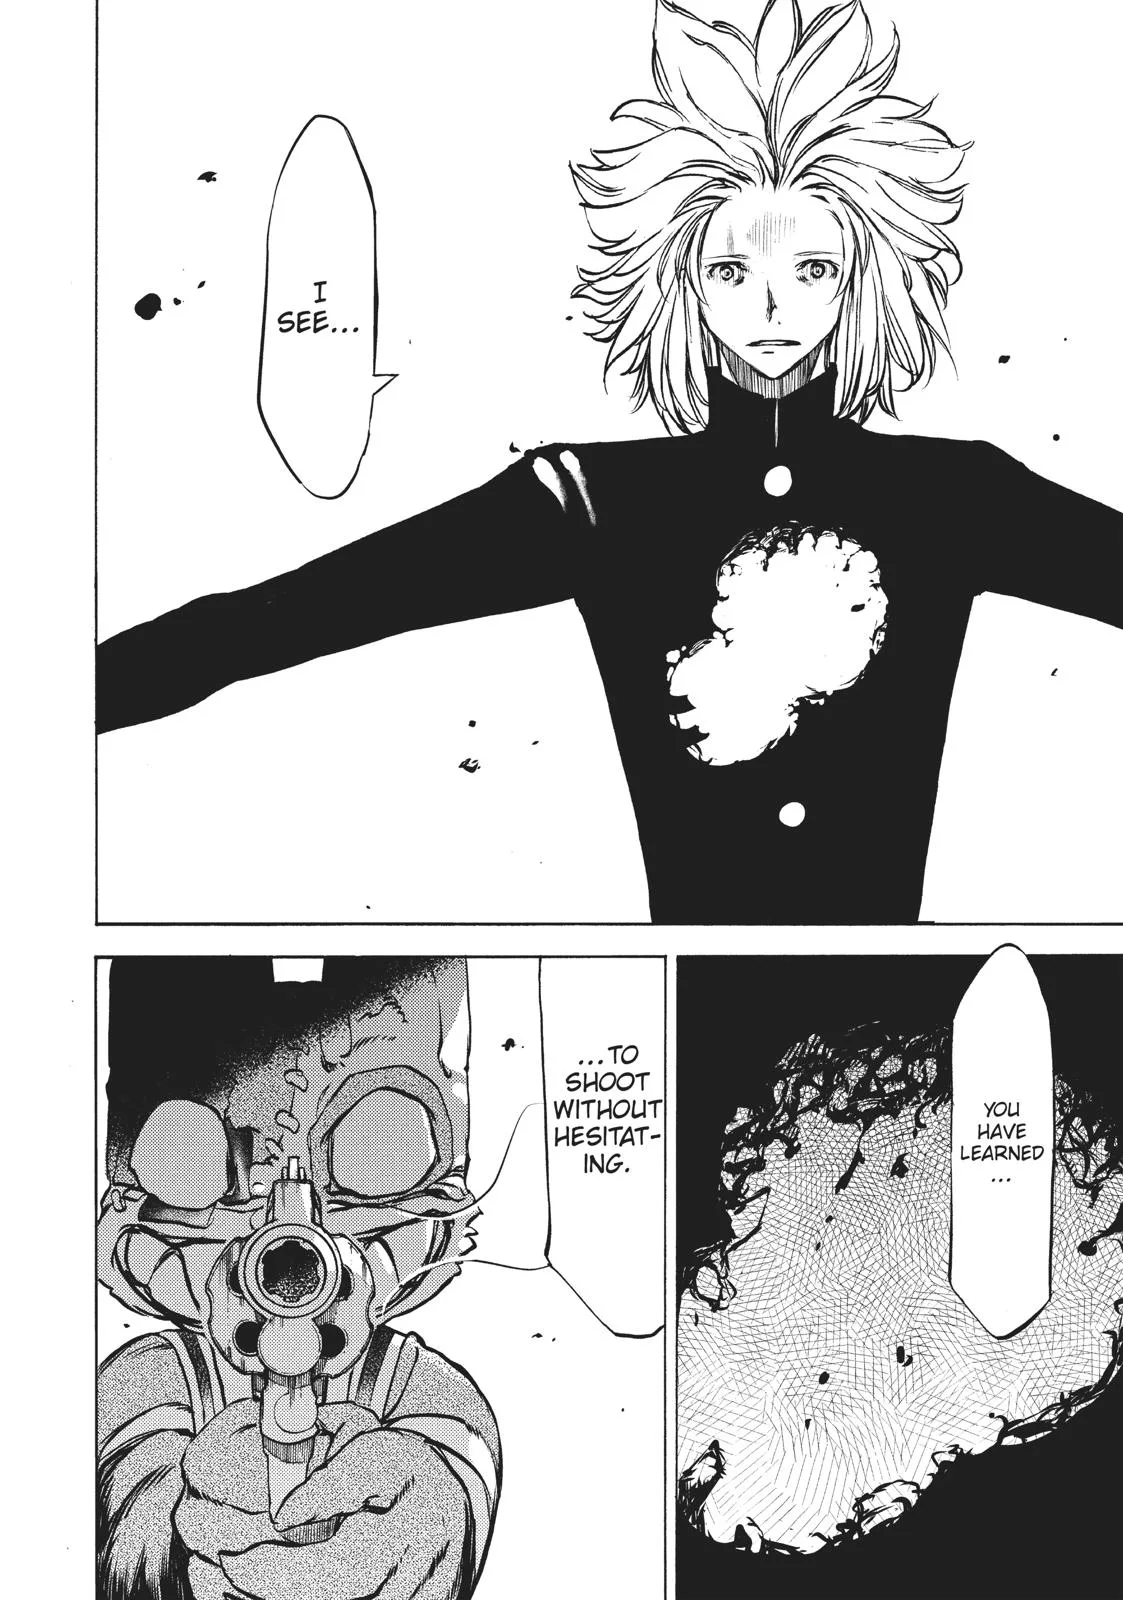 I
SEE...
YOU
HAVE
LEARNED
...
...TO
SHOOT
WITHOUT
HESITAT-
ING.